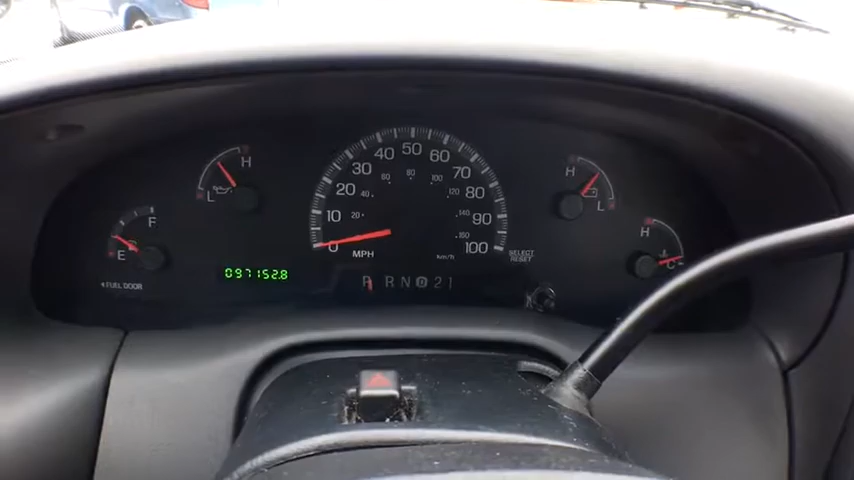 H
L
F
E
◄FUEL DOOR
097152.8
0 10 20 30 40 50 60 70 80 90 100
20 40 60 80 100 120 140 160
MPH
km/h
P R N D 2 1
SELECT
RESET
H
L
H
C